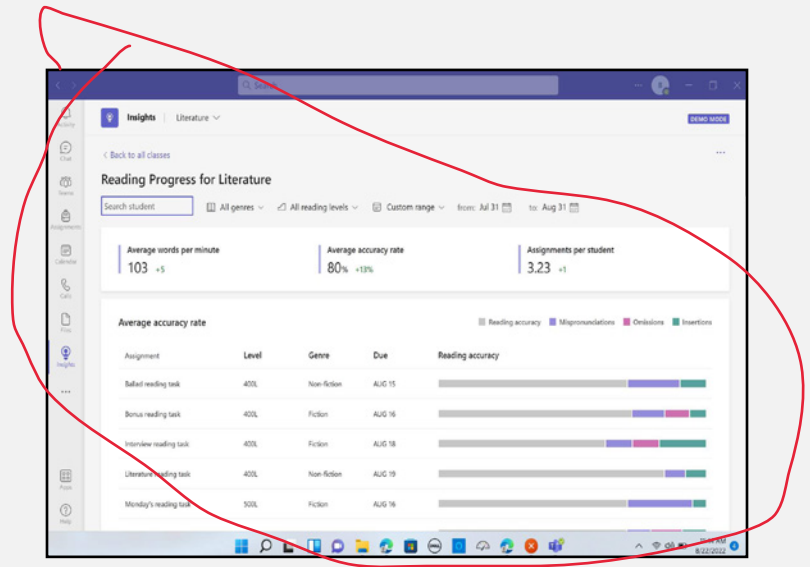 Search
Insights Literature
DEMO MODE
Activity
Chat
Teams
Assignments
Calendar
Calls
Files
Insights
Help
< Back to all classes
Reading Progress for Literature
Search student All genres All reading levels Custom range from: Jul 31 to: Aug 31
Average words per minute Average accuracy rate Assignments per student
103 +5 80% +13% 3.23 +1
Average accuracy rate Reading accuracy Mispronunciations Omissions Insertions
Assignment Level Genre Due Reading accuracy
Ballad reading task 400L Non-fiction AUG 15
Bonus reading task 400L Fiction AUG 16
Interview reading task 400L Fiction AUG 18
Literature reading task 400L Non-fiction AUG 19
Monday's reading task 500L Fiction AUG 16
AM
8/22/2022